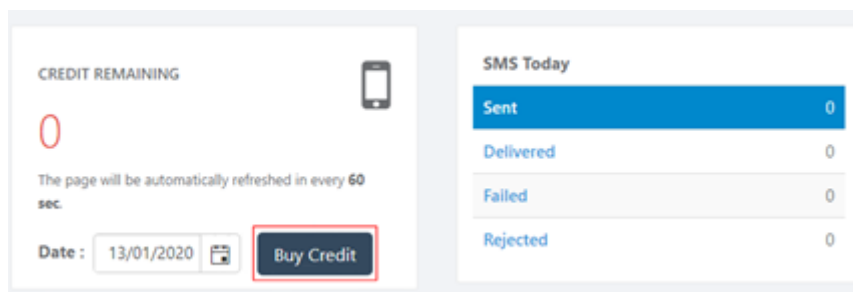 CREDIT REMAINING
0
The page will be automatically refreshed in every 60
sec.
Date : 13/01/2020
Buy Credit
SMS Today
Sent 0
Delivered 0
Failed 0
Rejected 0